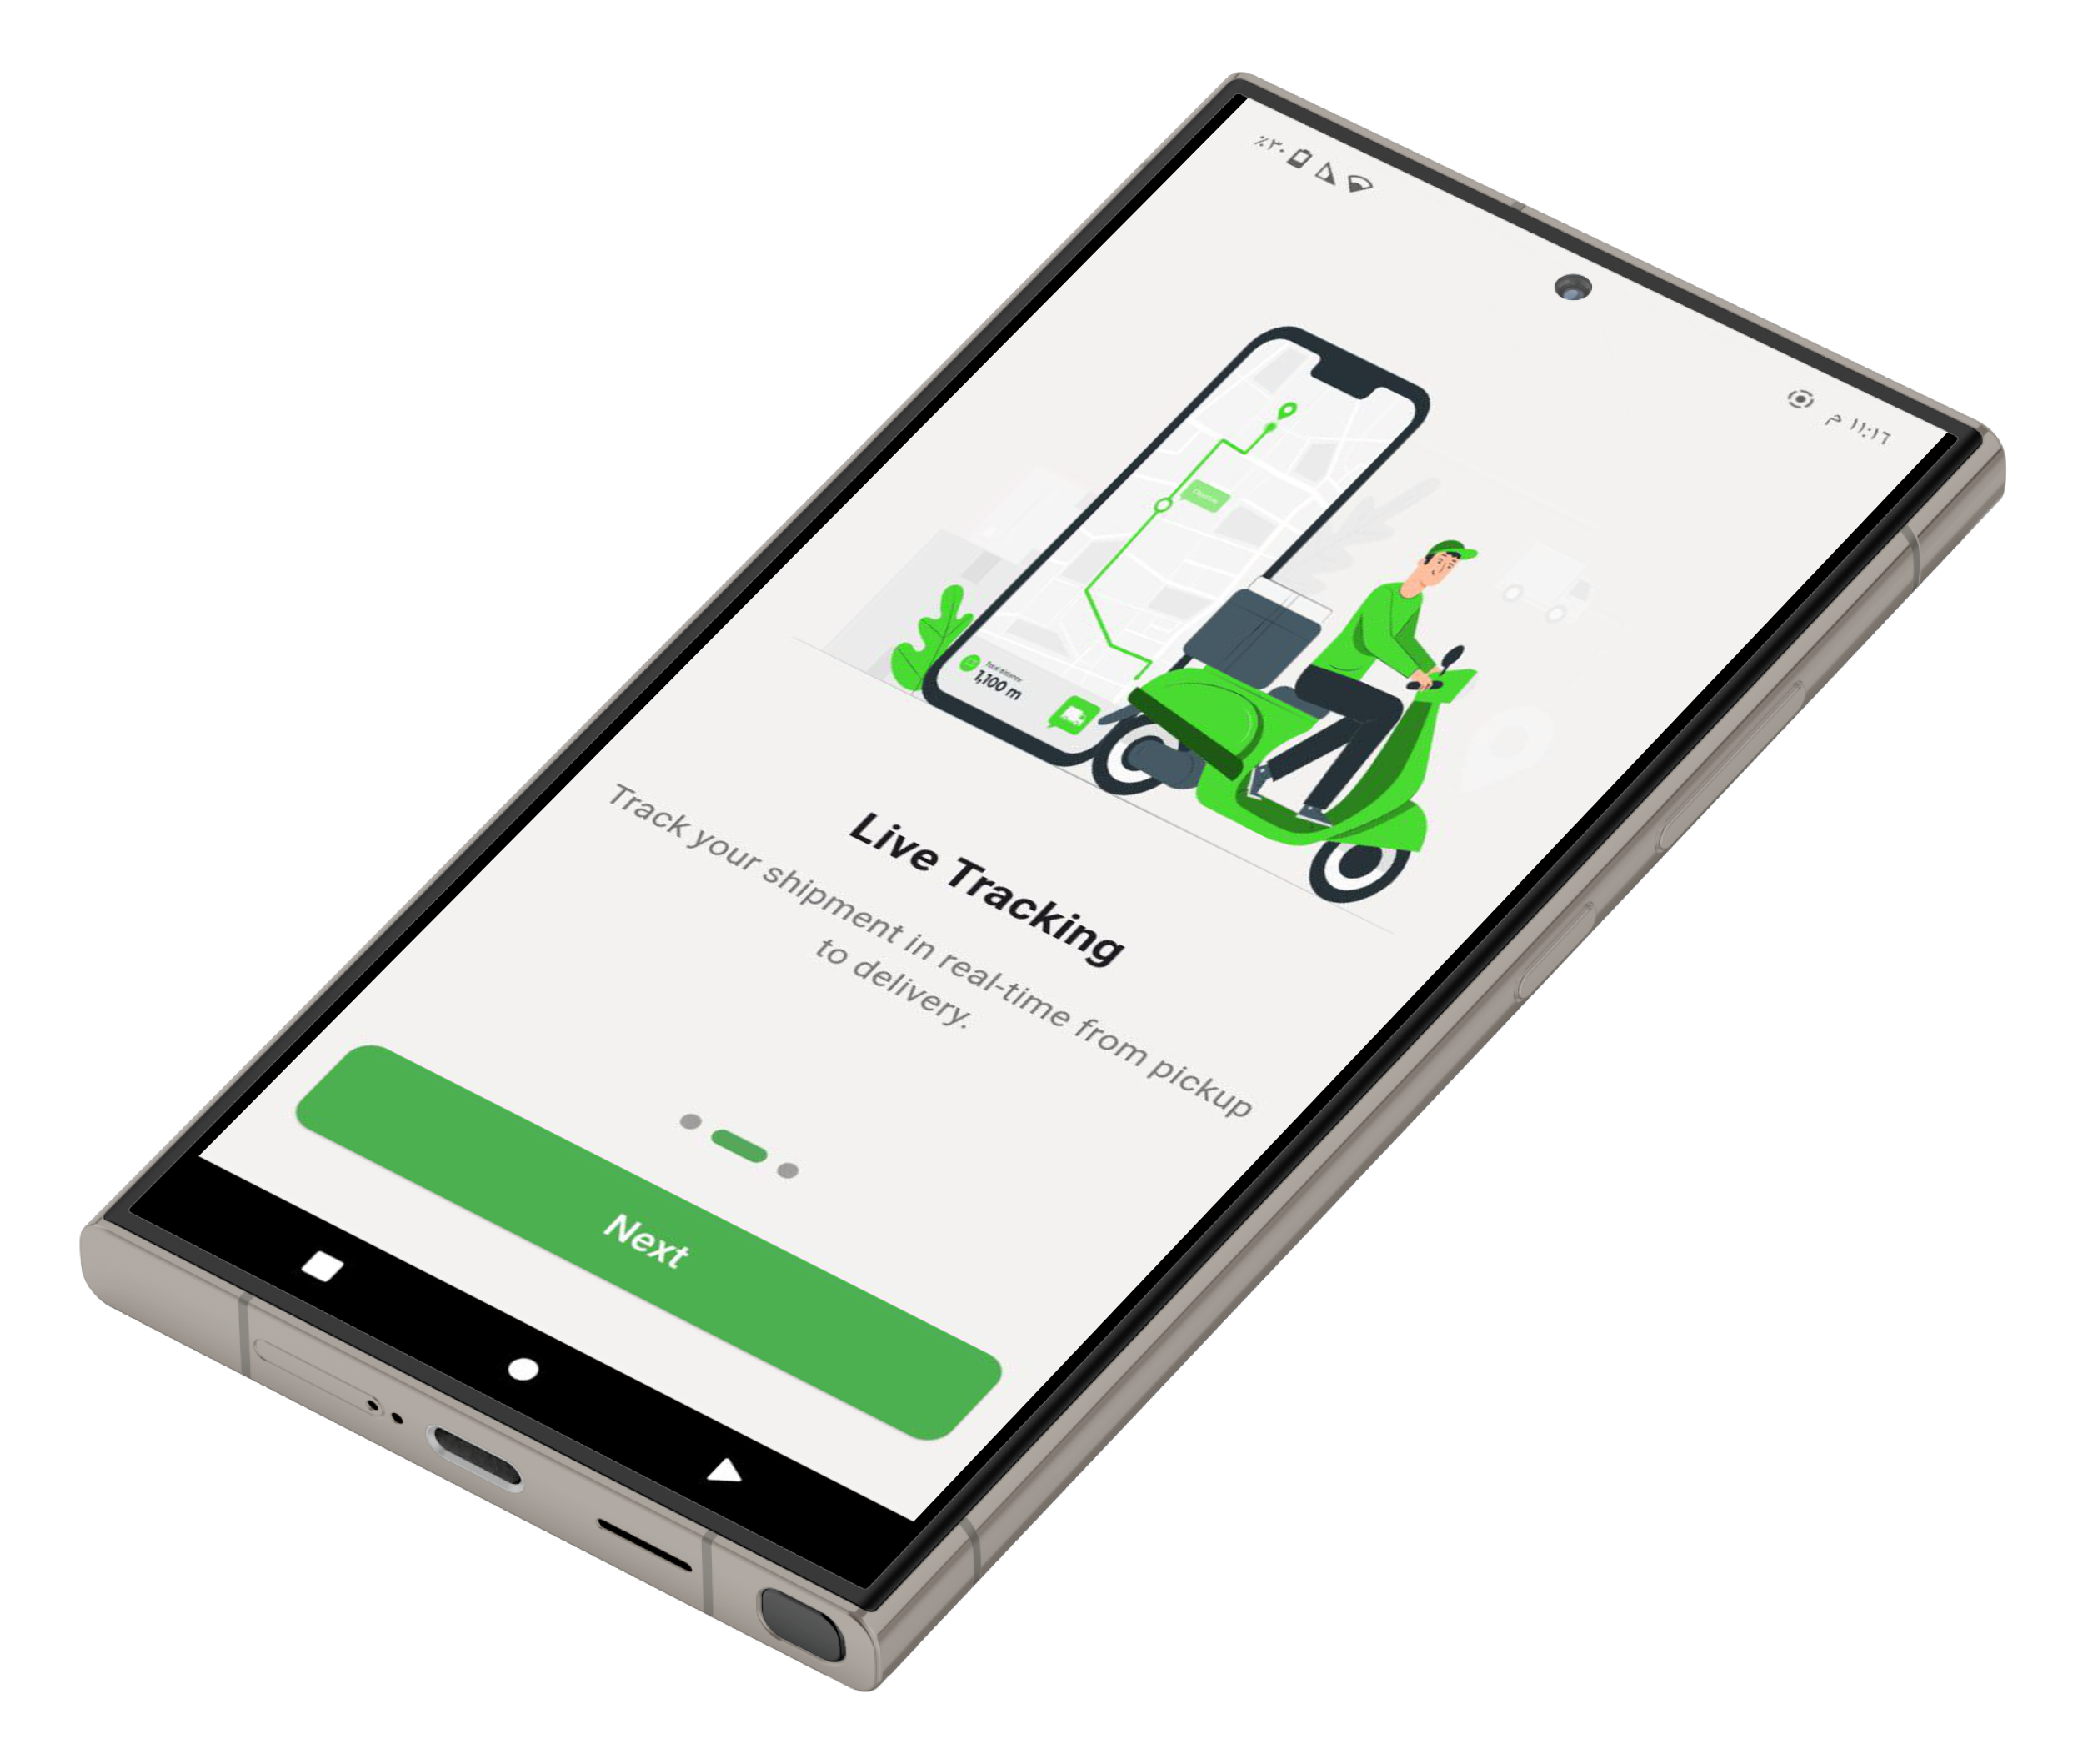 ٪٢٠
١١:١٦ م
Total distance
1,100 m
Live Tracking
Track your shipment in real-time from pickup
to delivery.
Next